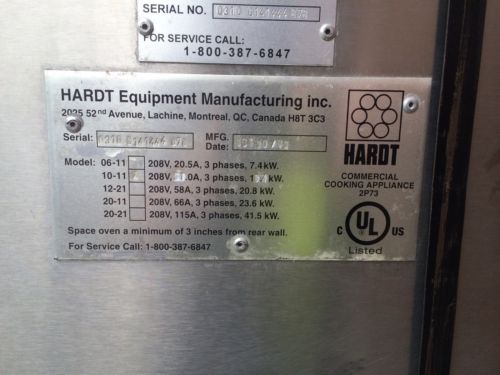 SERIAL NO.
FOR SERVICE CALL:
1-800-387-6847
HARDT Equipment Manufacturing inc.
2025 52nd Avenue, Lachine, Montreal, QC, Canada H8T 3C3
Serial:
MFG. Date:
Model: 06-11 208V, 20.5A, 3 phases, 7.4kW.
10-11 208V, 3 phases,
12-21 208V, 58A, 3 phases, 20.8 kW.
20-11 208V, 66A, 3 phases, 23.6 kW.
20-21 208V, 115A, 3 phases, 41.5 kW.
Space oven a minimum of 3 inches from rear wall.
For Service Call: 1-800-387-6847
HARDT
COMMERCIAL
COOKING APPLIANCE
2P73
C UL US
Listed